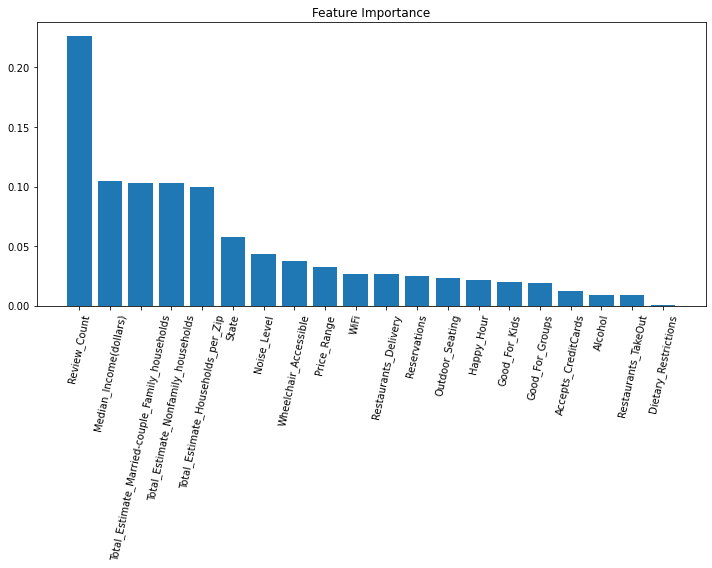 Feature Importance
0.20
0.15
0.10
0.05
0.00
Review_Count
Median_Income(dollars)
Total_Estimate_Married-couple_Family_households
Total_Estimate_Nonfamily_households
Total_Estimate_Households_per_Zip
State
Noise_Level
Wheelchair_Accessible
Price_Range
WiFi
Restaurants_Delivery
Reservations
Outdoor_Seating
Happy_Hour
Good_For_Kids
Good_For_Groups
Accepts_CreditCards
Alcohol
Restaurants_TakeOut
Dietary_Restrictions